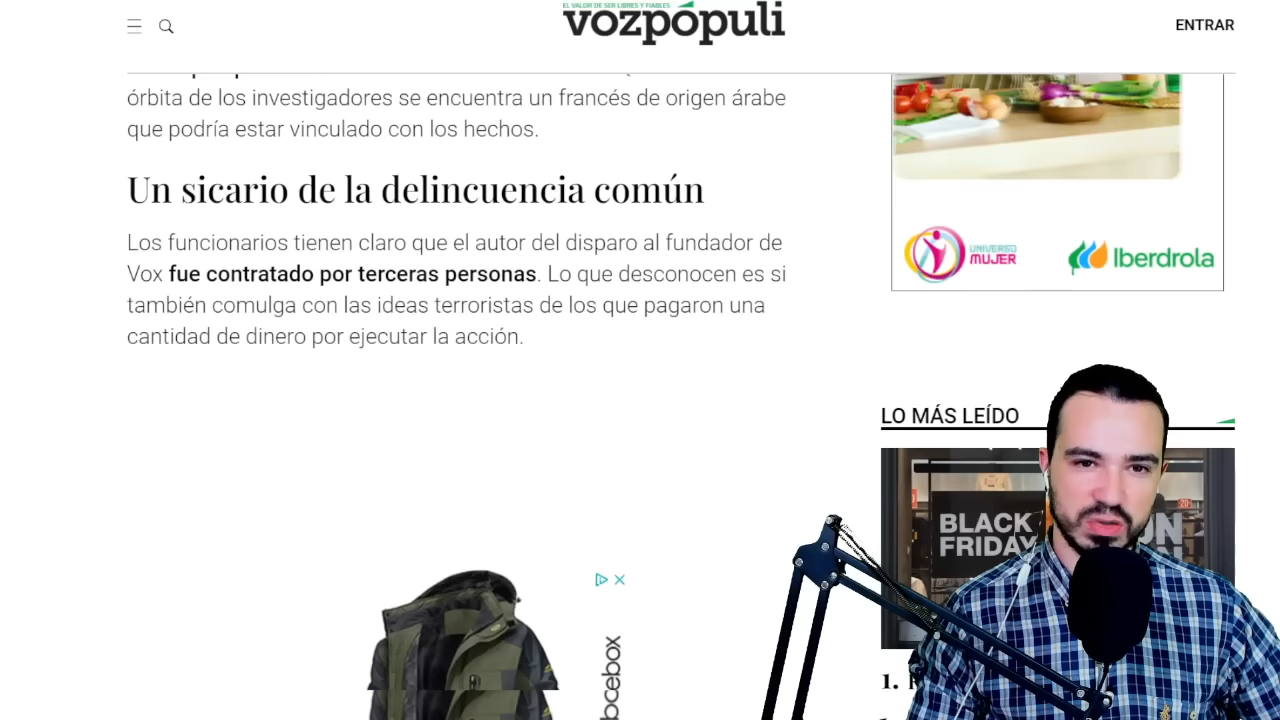 EL VALOR DE SER LIBRES Y FIABLES
vozpópuli
ENTRAR
órbita de los investigadores se encuentra un francés de origen árabe
que podría estar vinculado con los hechos.
Un sicario de la delincuencia común
Los funcionarios tienen claro que el autor del disparo al fundador de
Vox fue contratado por terceras personas. Lo que desconocen es si
también comulga con las ideas terroristas de los que pagaron una
cantidad de dinero por ejecutar la acción.
UNIVERSO
MUJER
Iberdrola
LO MÁS LEÍDO
BLACK
FRIDAY
1.